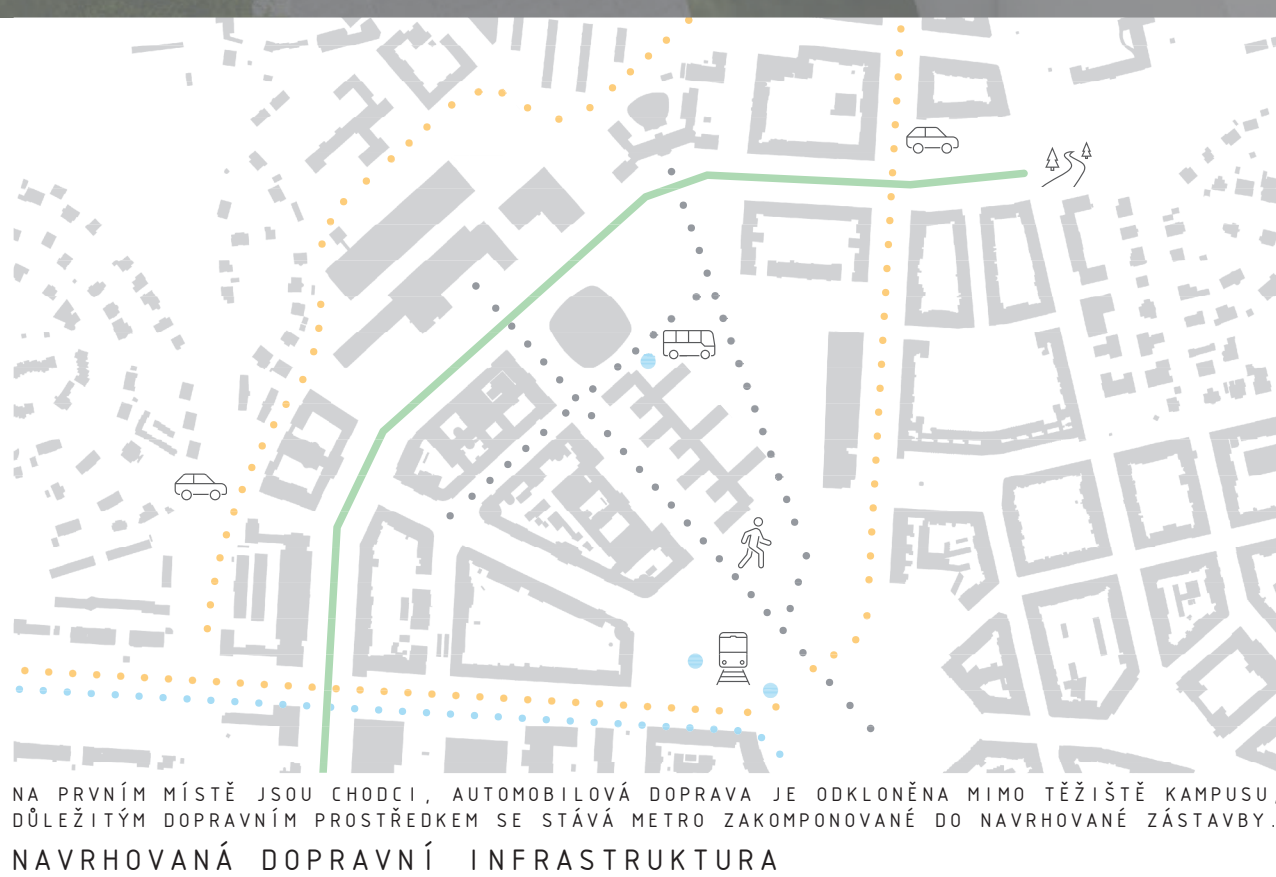 NA PRVNÍM MÍSTĚ JSOU CHODCI, AUTOMOBILOVÁ DOPRAVA JE ODKLONĚNA MIMO TĚŽIŠTĚ KAMPUSU,
DŮLEŽITÝM DOPRAVNÍM PROSTŘEDKEM SE STÁVÁ METRO ZAKOMPONOVANÉ DO NAVRHOVANÉ ZÁSTAVBY.
NAVRHOVANÁ DOPRAVNÍ INFRASTRUKTURA